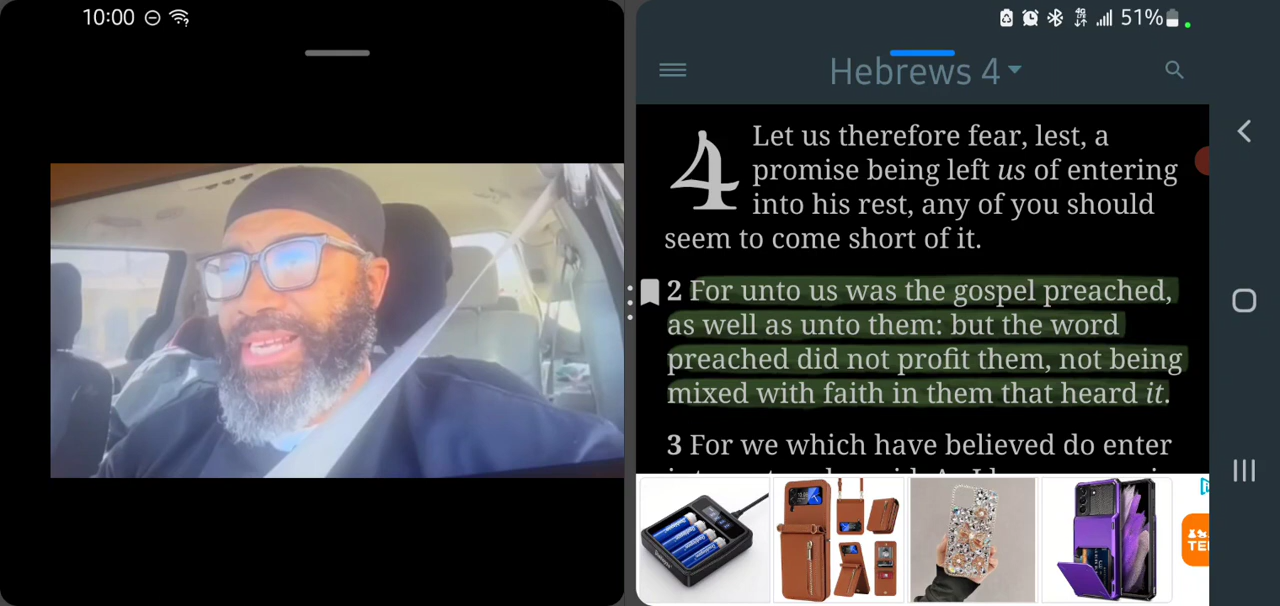 10:00
51%
Hebrews 4
4 Let us therefore fear, lest, a
promise being left us of entering
into his rest, any of you should
seem to come short of it.
2 For unto us was the gospel preached,
as well as unto them: but the word
preached did not profit them, not being
mixed with faith in them that heard it.
3 For we which have believed do enter